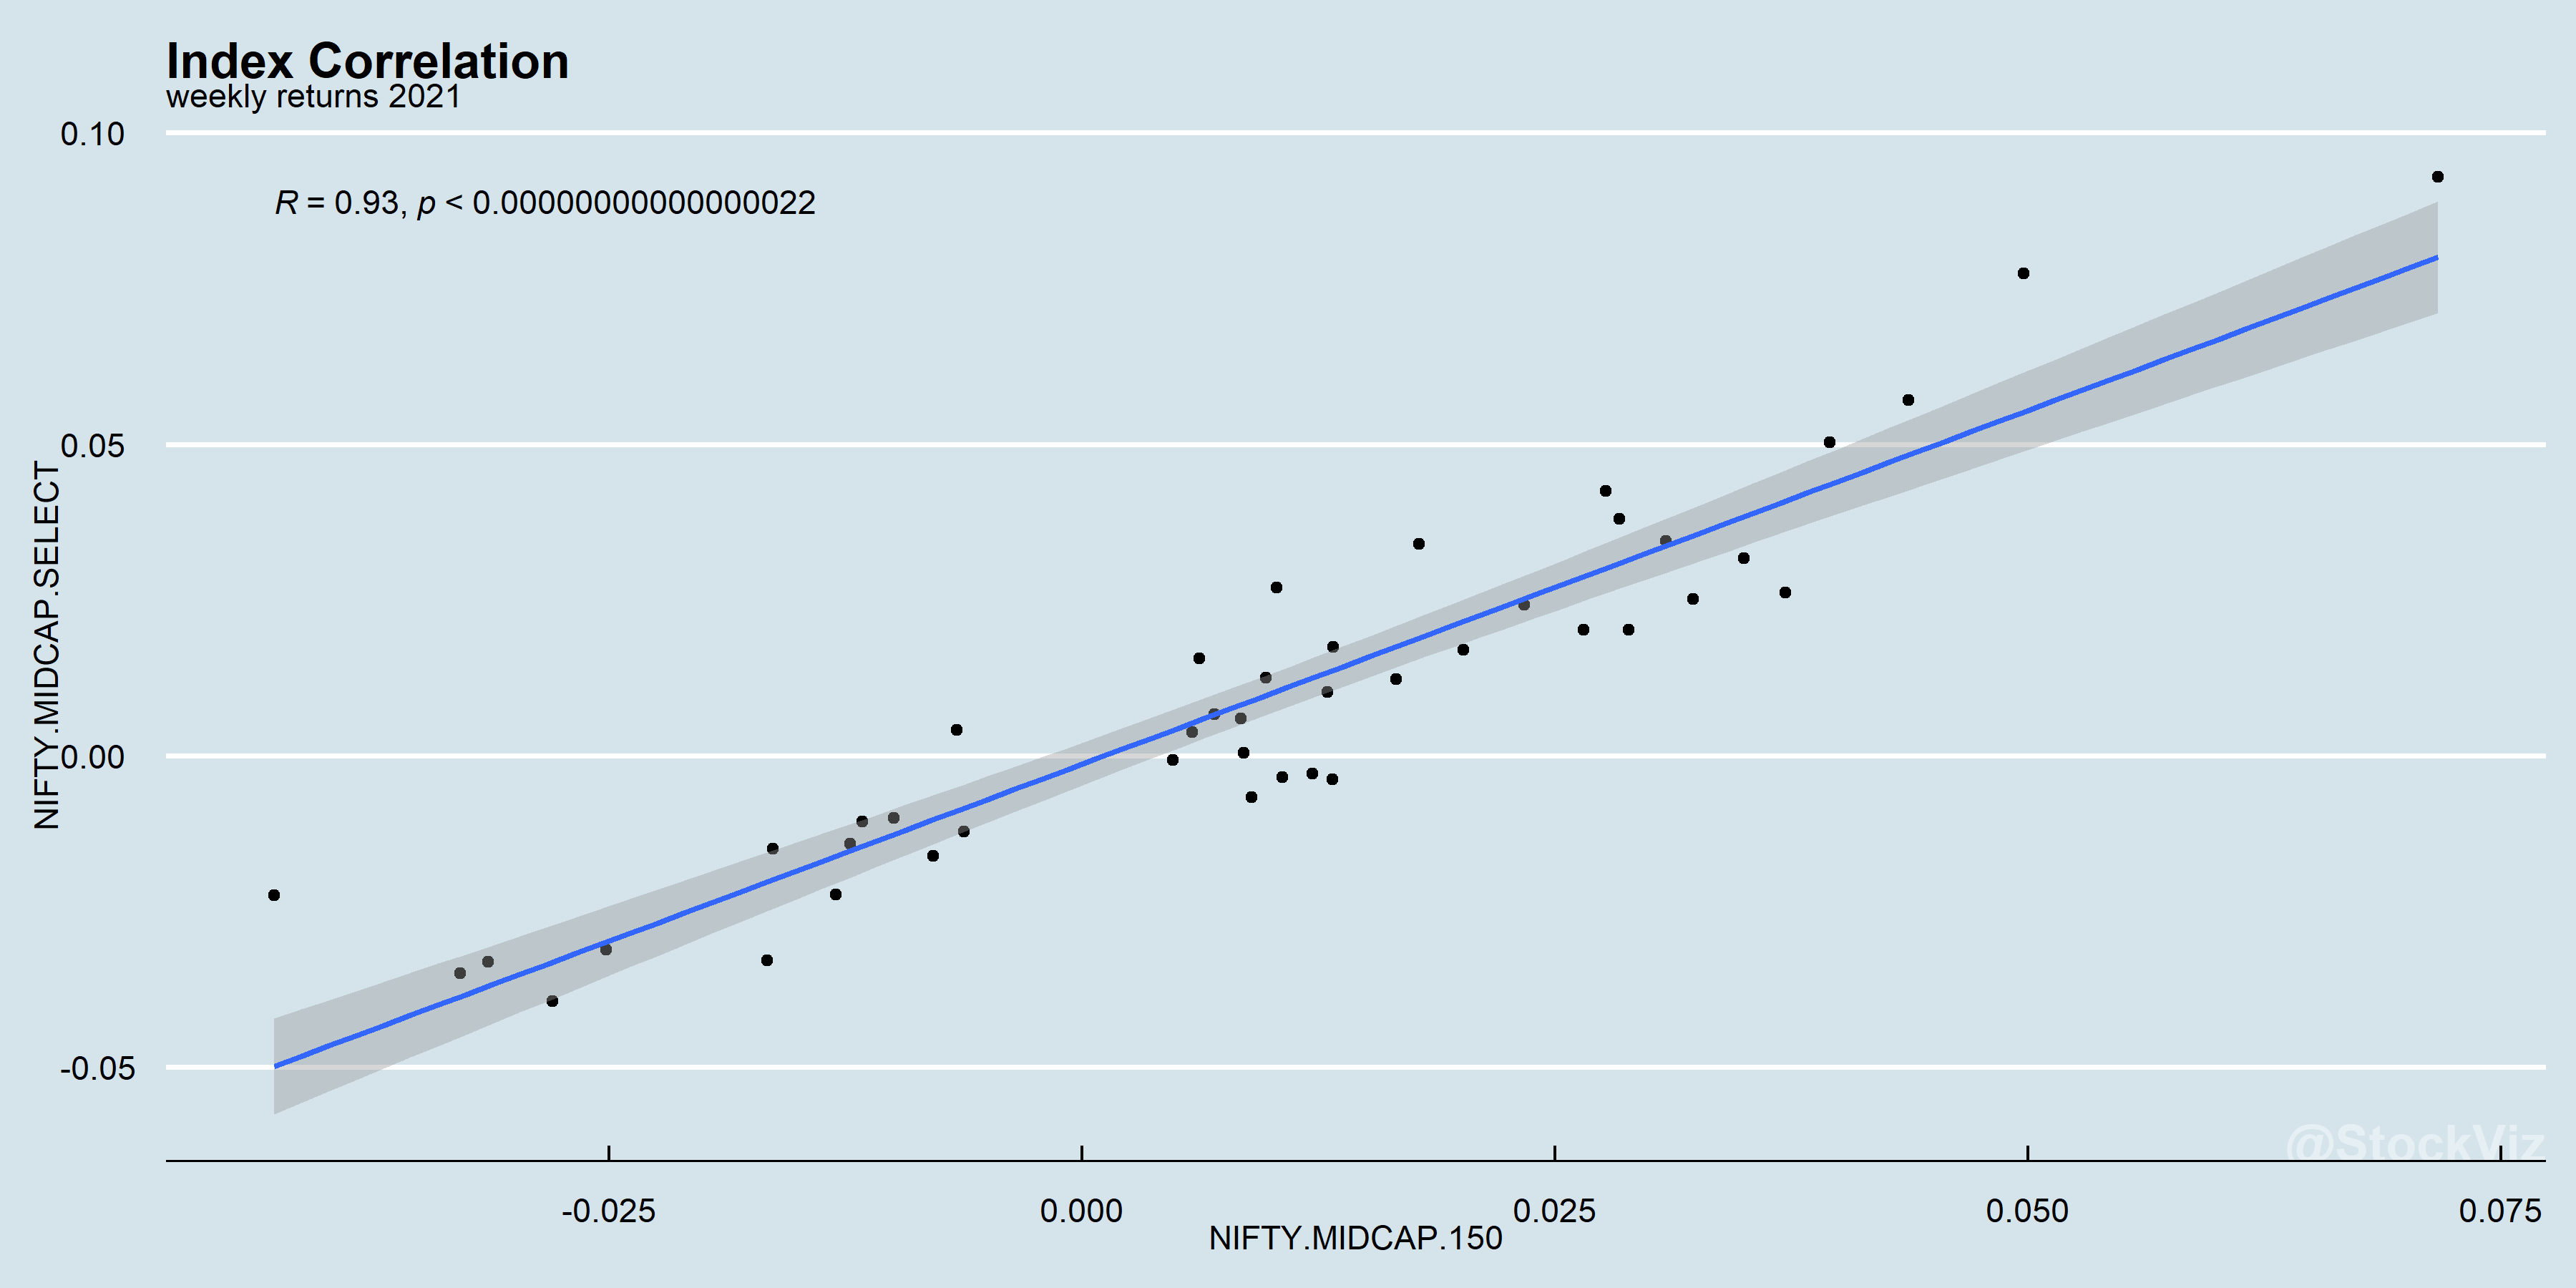 Index Correlation
weekly returns 2021
R = 0.93, p < 0.00000000000000022
NIFTY.MIDCAP.SELECT
0.10
0.05
0.00
-0.05
-0.025
0.000
0.025
0.050
0.075
NIFTY.MIDCAP.150
@StockViz